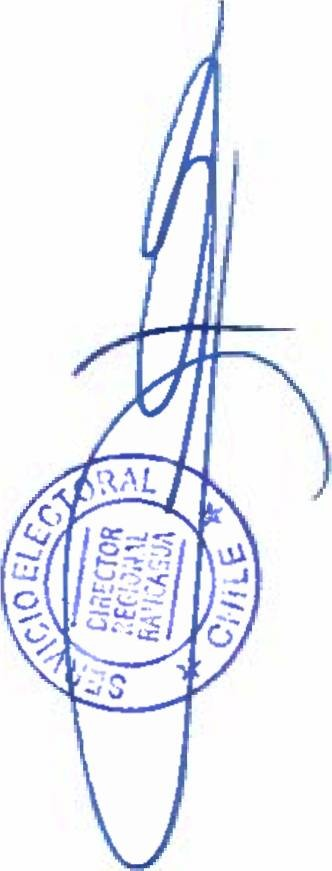 SERVICIO ELECTORAL
CHILE
DIRECTOR
REGIONAL
RANCAGUA